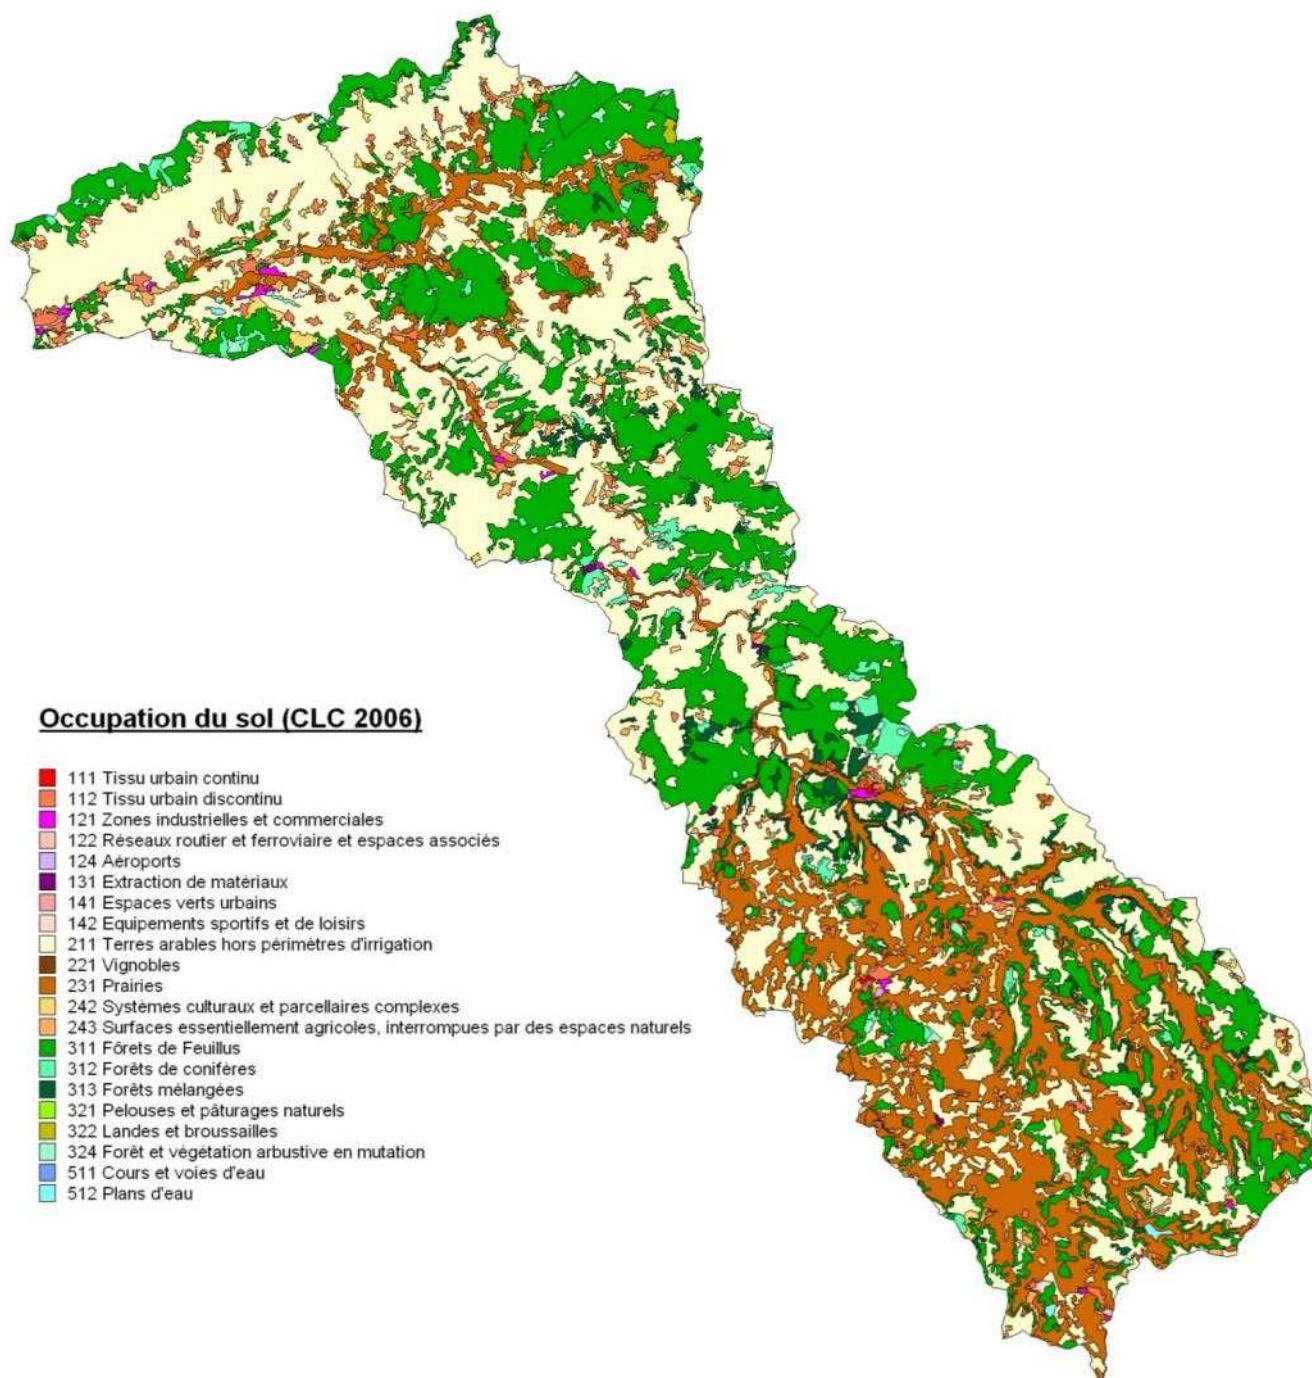 Occupation du sol (CLC 2006)
111 Tissu urbain continu
112 Tissu urbain discontinu
121 Zones industrielles et commerciales
122 Réseaux routier et ferroviaire et espaces associés
124 Aéroports
131 Extraction de matériaux
141 Espaces verts urbains
142 Equipements sportifs et de loisirs
211 Terres arables hors périmètres d'irrigation
221 Vignobles
231 Prairies
242 Systèmes culturaux et parcellaires complexes
243 Surfaces essentiellement agricoles, interrompues par des espaces naturels
311 Fôrets de Feuillus
312 Forêts de conifères
313 Forêts mélangées
321 Pelouses et pâturages naturels
322 Landes et broussailles
324 Forêt et végétation arbustive en mutation
511 Cours et voies d'eau
512 Plans d'eau